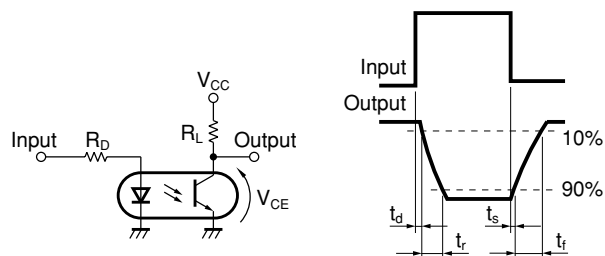 V_CC
Input
R_D
R_L
Output
V_CE
Input
Output
10%
90%
t_d
t_s
t_r
t_f